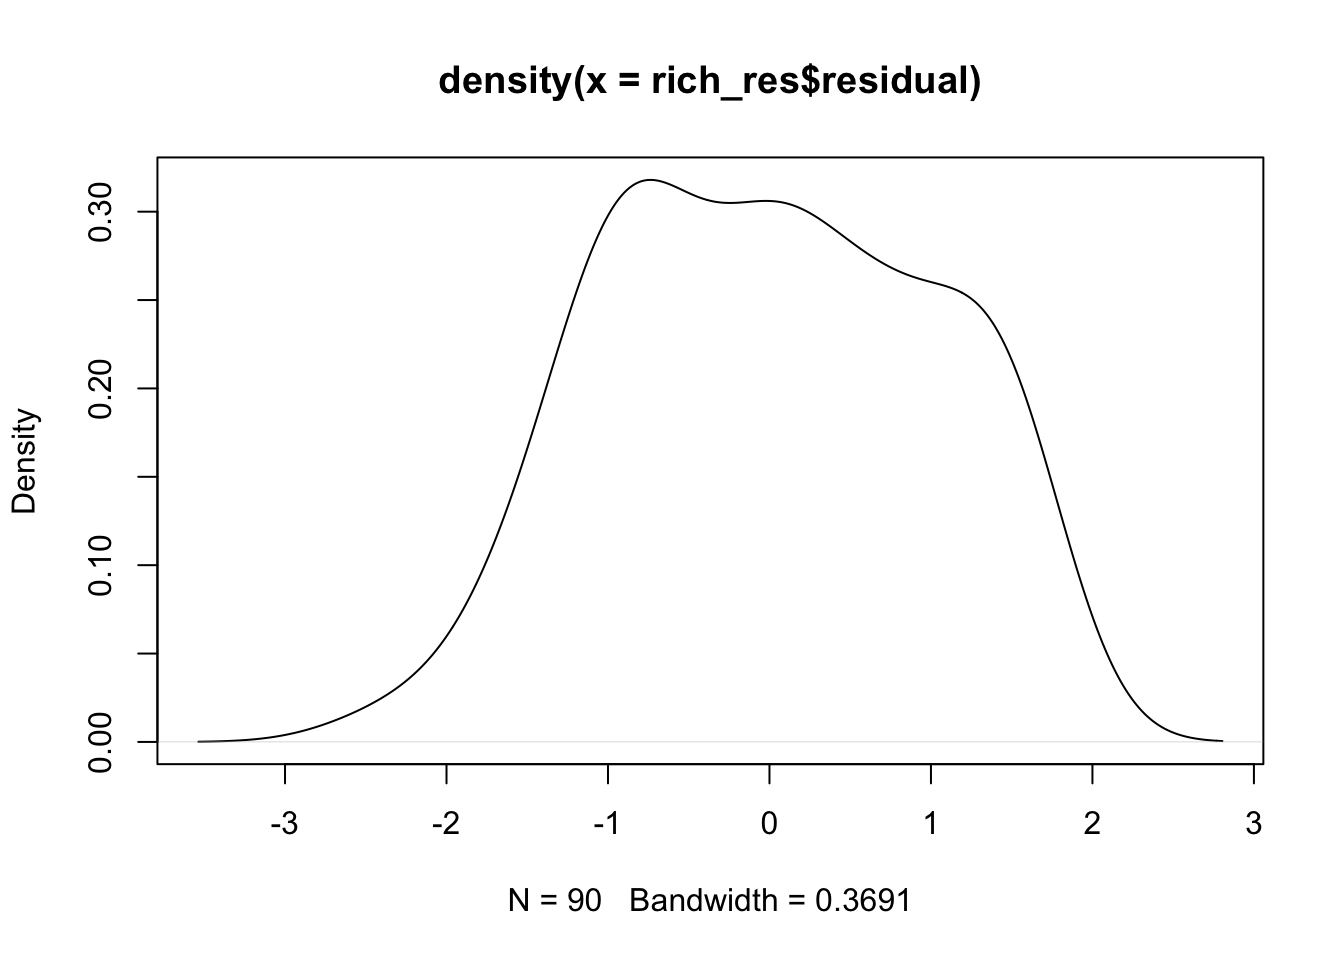 density(x = rich_res$residual)
Density
0.30
0.20
0.10
0.00
-3 -2 -1 0 1 2 3
N = 90 Bandwidth = 0.3691